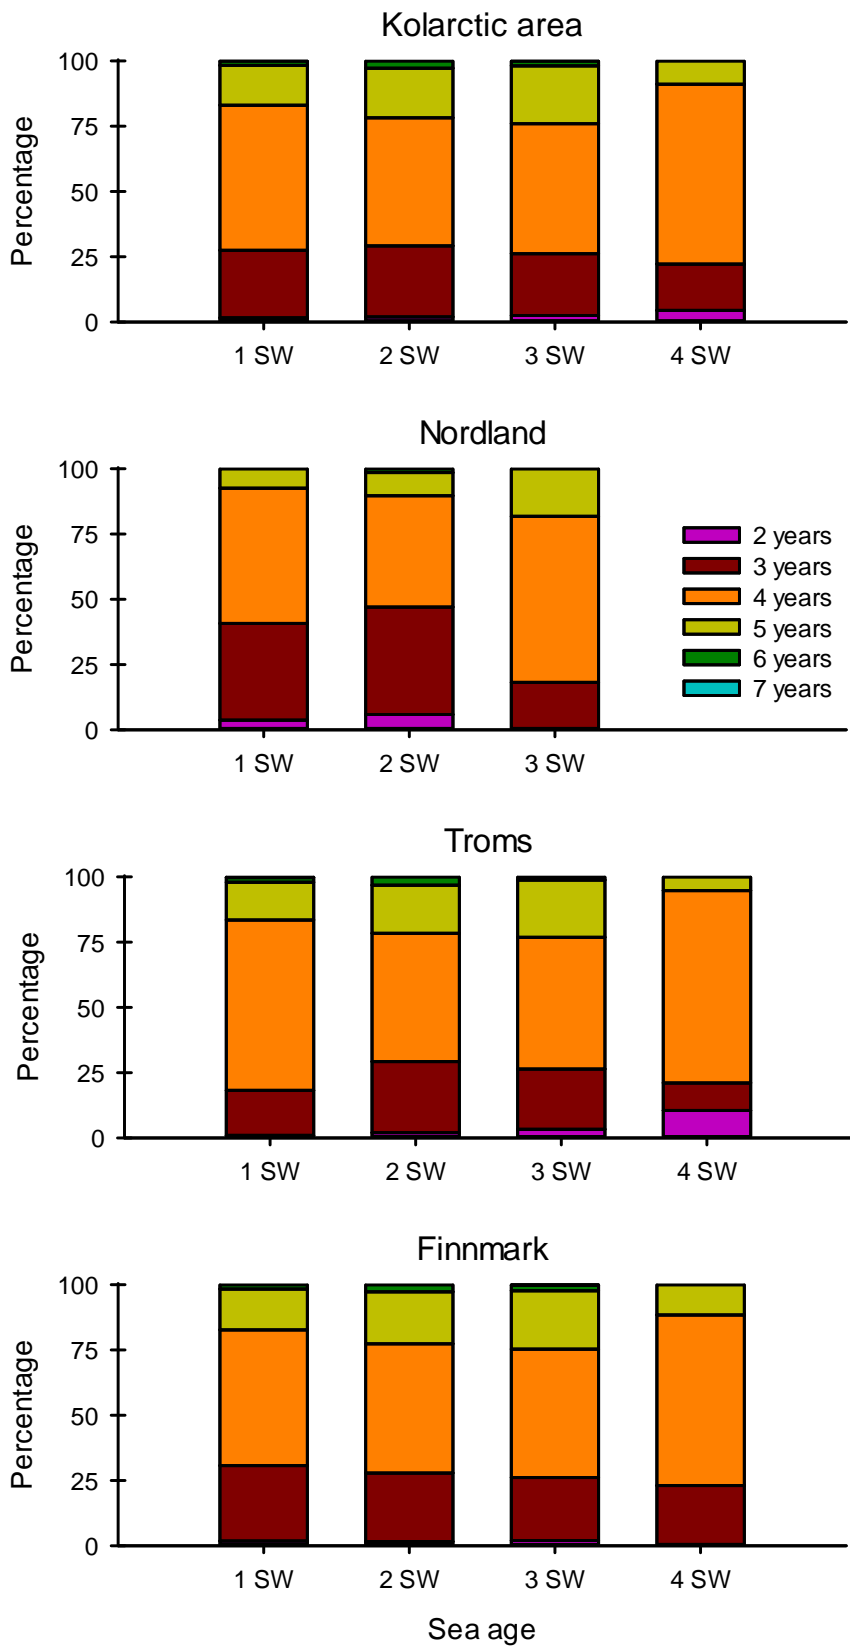 Kolarctic area
Percentage
100
75
50
25
0
1 SW 2 SW 3 SW 4 SW
Nordland
Percentage
100
75
50
25
0
1 SW 2 SW 3 SW
2 years
3 years
4 years
5 years
6 years
7 years
Troms
Percentage
100
75
50
25
0
1 SW 2 SW 3 SW 4 SW
Finnmark
Percentage
100
75
50
25
0
1 SW 2 SW 3 SW 4 SW
Sea age